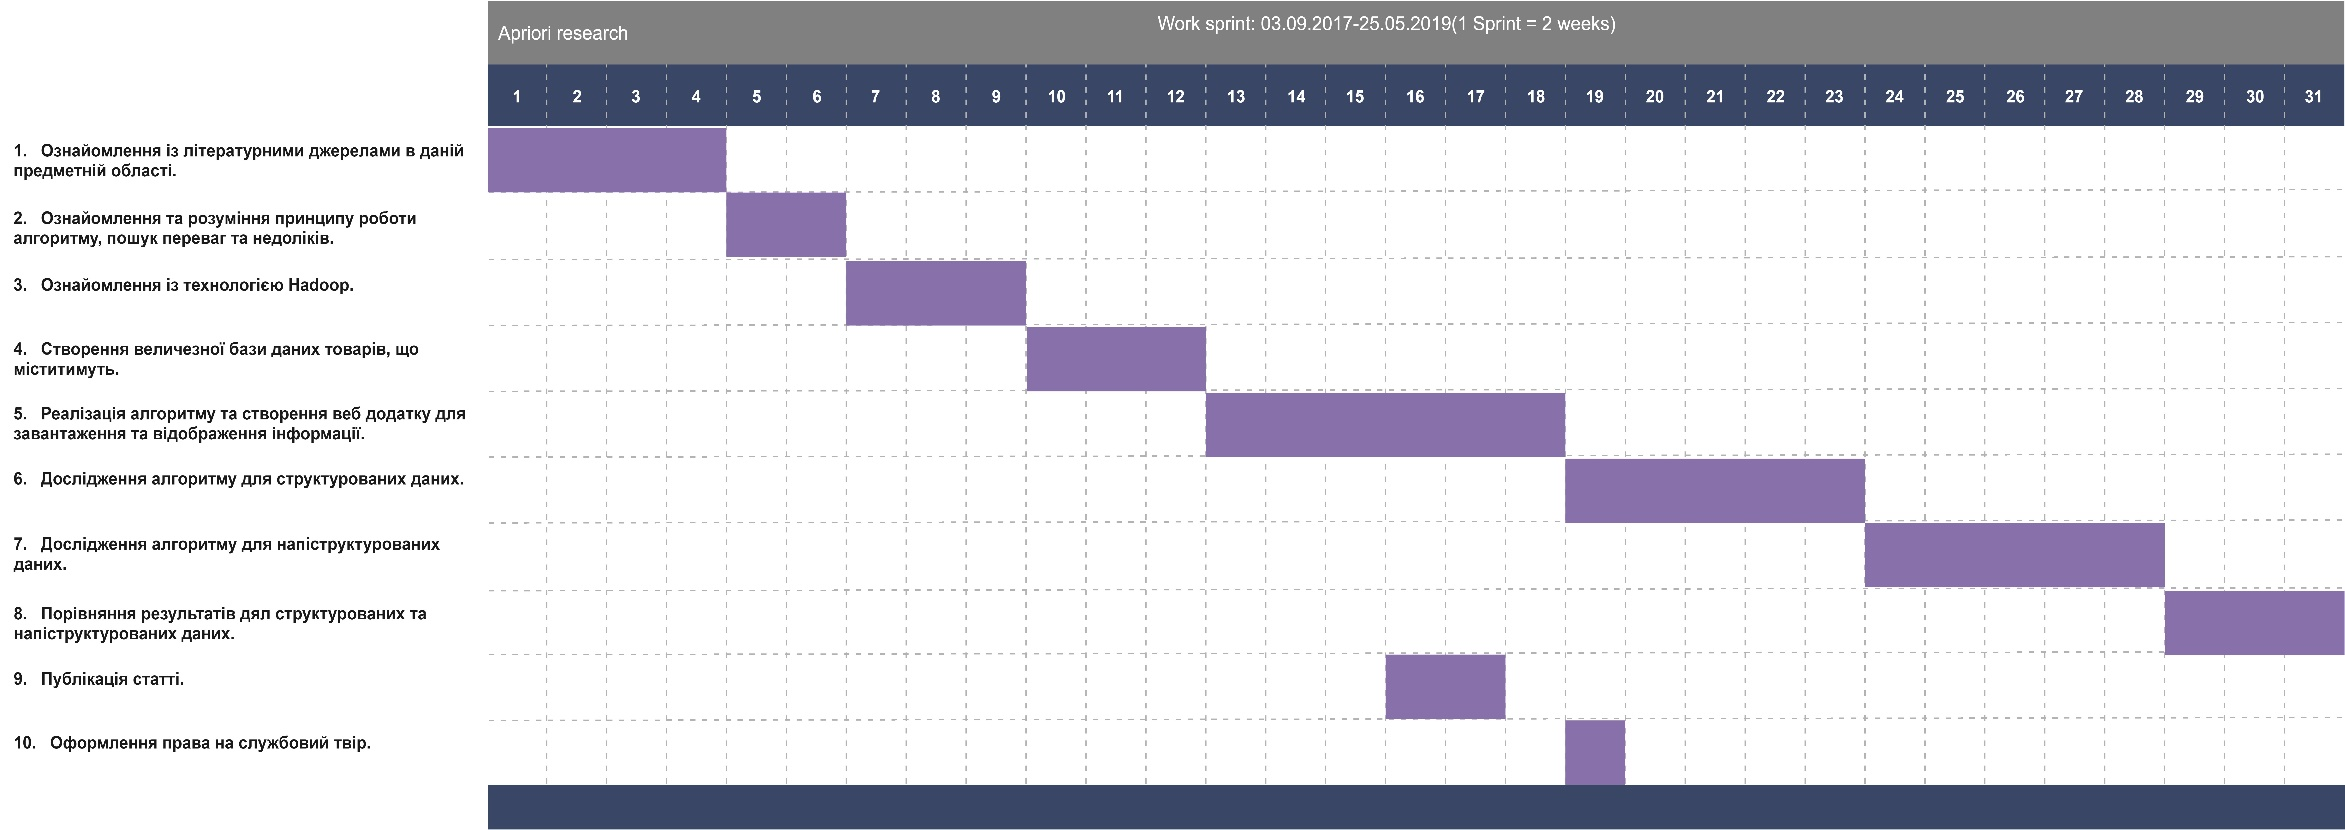 Apriori research
Work sprint: 03.09.2017-25.05.2019(1 Sprint = 2 weeks)
1 2 3 4 5 6 7 8 9 10 11 12 13 14 15 16 17 18 19 20 21 22 23 24 25 26 27 28 29 30 31
1. Ознайомлення із літературними джерелами в даній
предметній області.
2. Ознайомлення та розуміння принципу роботи
алгоритму, пошук переваг та недоліків.
3. Ознайомлення із технологією Hadoop.
4. Створення величезної бази даних товарів, що
міститимуть.
5. Реалізація алгоритму та створення веб додатку для
завантаження та відображення інформації.
6. Дослідження алгоритму для структурованих даних.
7. Дослідження алгоритму для напіструктурованих
даних.
8. Порівняння результатів дял структурованих та
напіструктурованих даних.
9. Публікація статті.
10. Оформлення права на службовий твір.